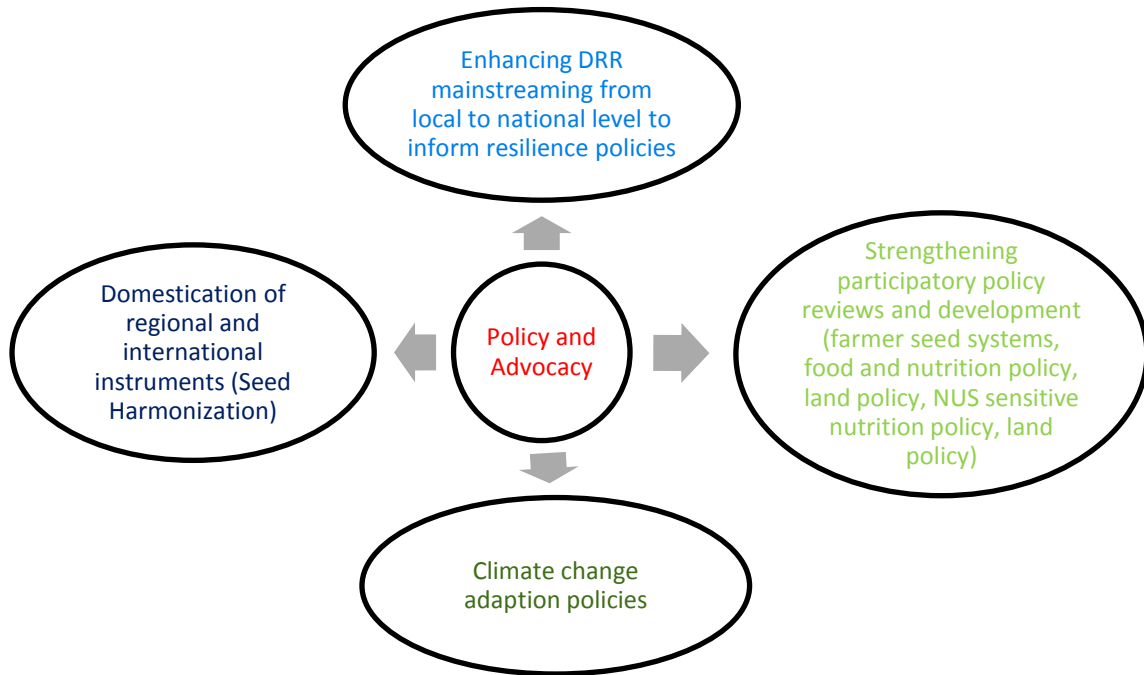 Enhancing DRR
mainstreaming from
local to national level to
inform resilience policies
Domestication of
regional and
international
instruments (Seed
Harmonization)
Policy and
Advocacy
Strengthening
participatory policy
reviews and development
(farmer seed systems,
food and nutrition policy,
land policy, NUS sensitive
nutrition policy, land
policy)
Climate change
adaption policies